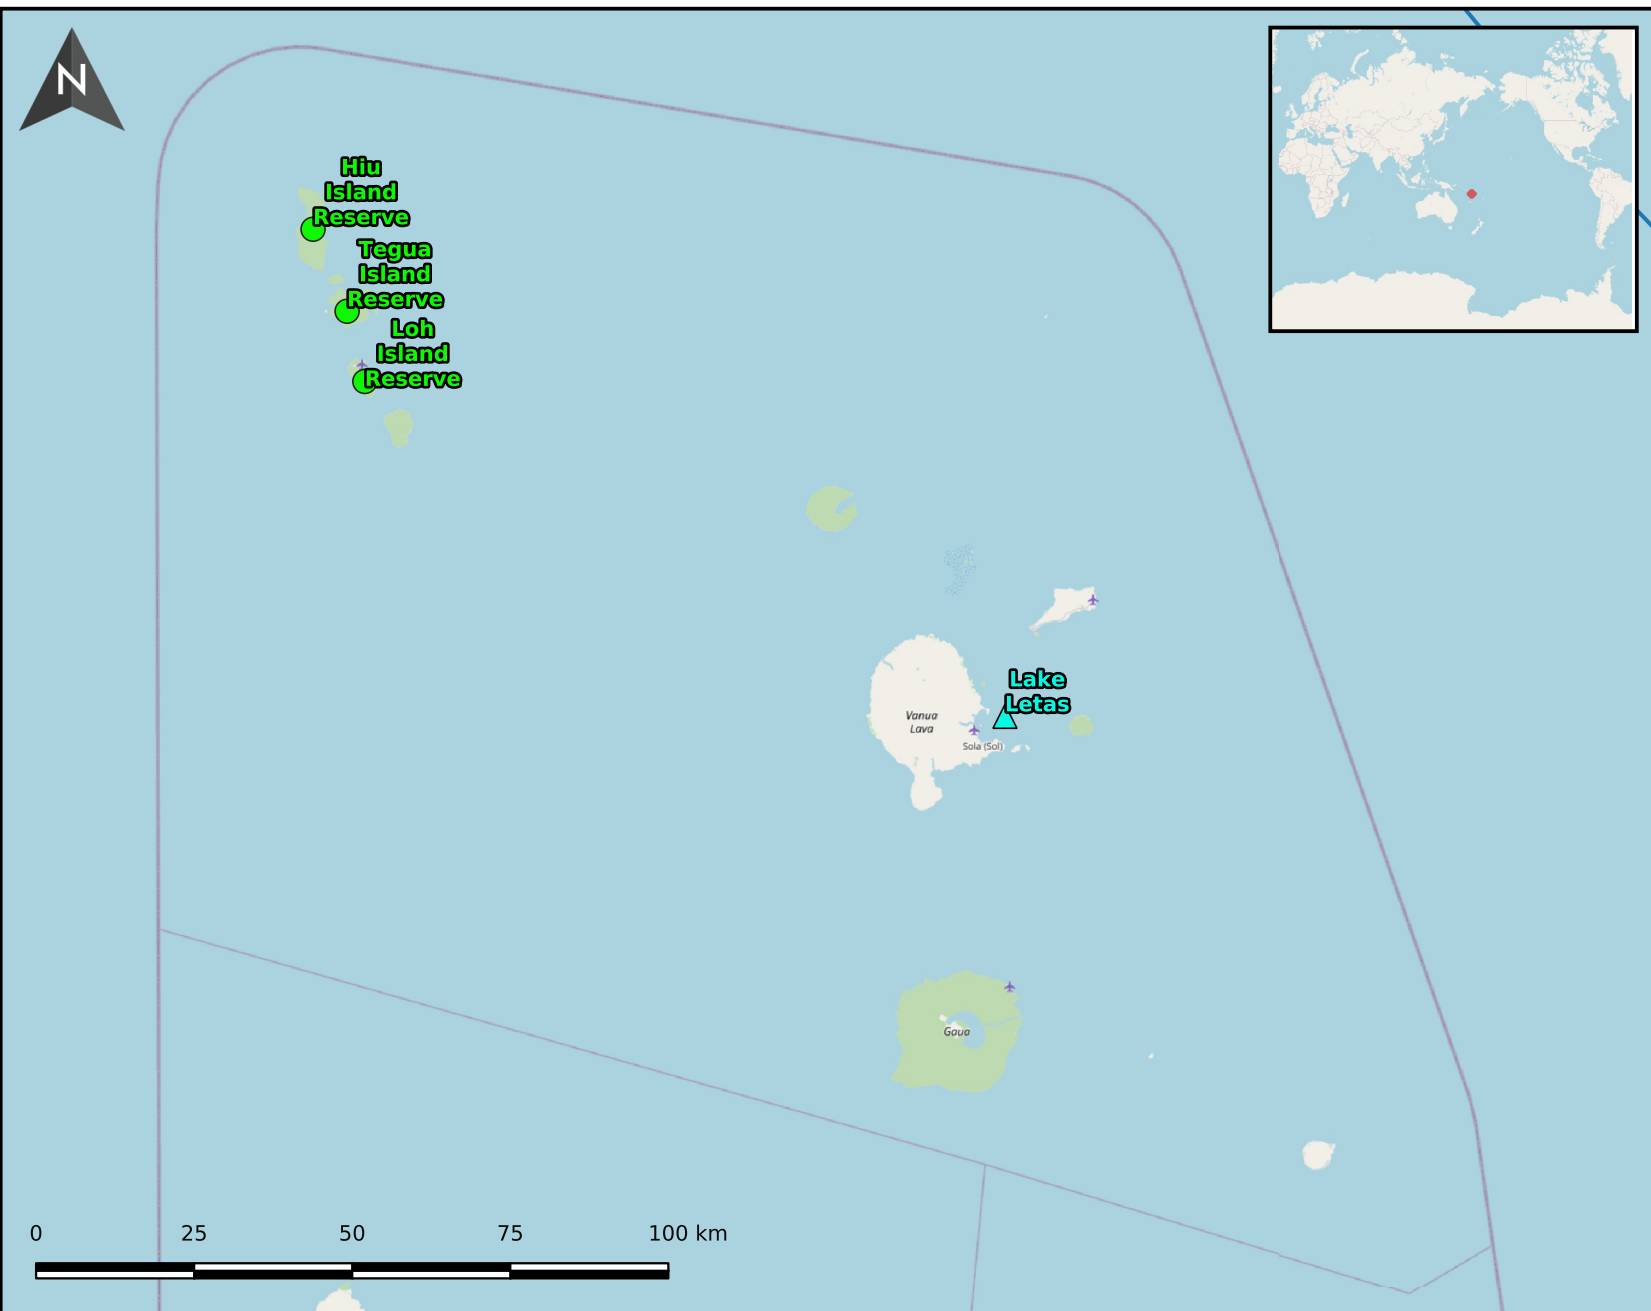 N
Hiu
Island
Reserve
Tegua
Island
Reserve
Loh
Island
Reserve
Lake
Letas
Vanua
Lava
Sola (Sol)
Gaua
0 25 50 75 100 km